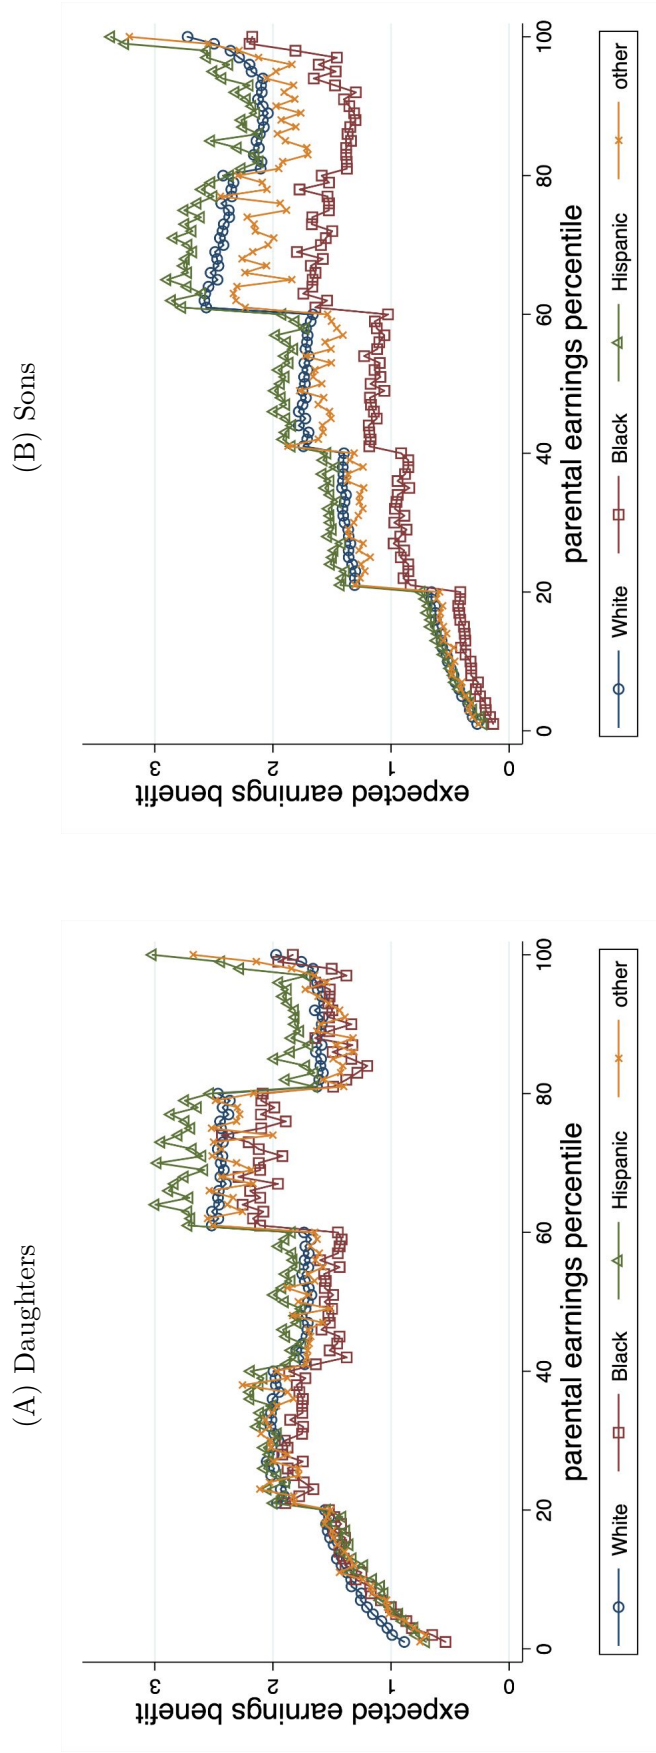 (A) Daughters
expected earnings benefit
3
2
1
0
0 20 40 60 80 100
parental earnings percentile
White Black Hispanic other
(B) Sons
expected earnings benefit
3
2
1
0
0 20 40 60 80 100
parental earnings percentile
White Black Hispanic other